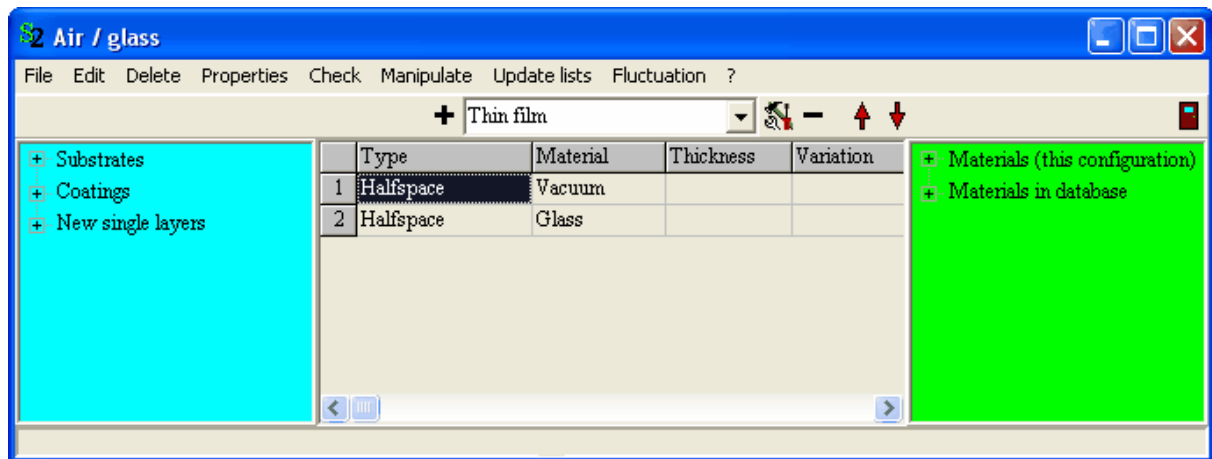 S2 Air / glass
File Edit Delete Properties Check Manipulate Update lists Fluctuation ?
+ Thin film −
Substrates
Coatings
New single layers
Type Material Thickness Variation
1 Halfspace Vacuum
2 Halfspace Glass
Materials (this configuration)
Materials in database